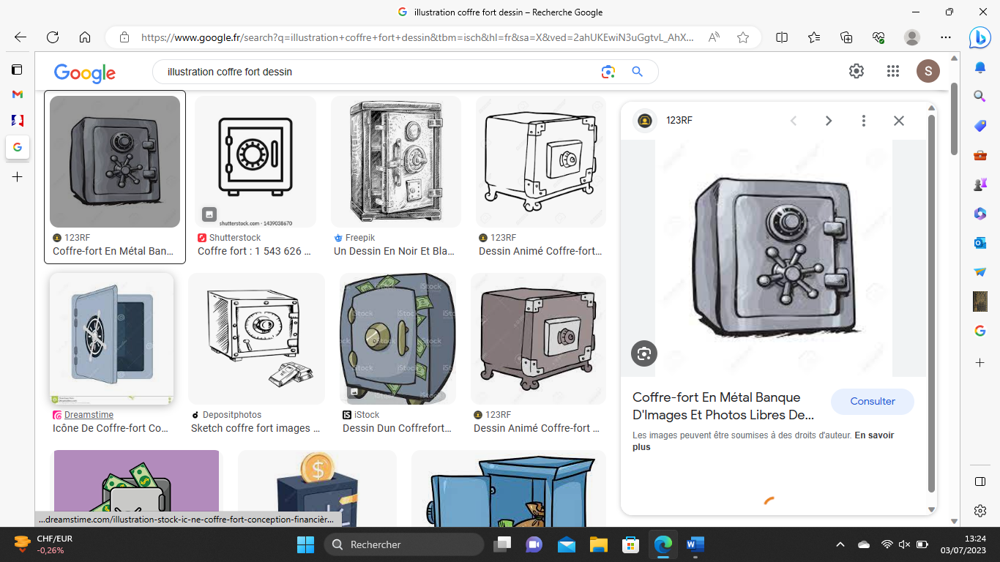 illustration coffre fort dessin – Recherche Google
https://www.google.fr/search?q=illustration+coffre+fort+dessin&tbm=isch&hl=fr&sa=X&ved=2ahUKEwiN3uGgtvL_AhX...
Google
illustration coffre fort dessin
S
123RF
shutterstock.com · 1439038670
123RF
Coffre-fort En Métal Ban...
Shutterstock
Coffre fort : 1 543 626 ...
Freepik
Un Dessin En Noir Et Bla...
123RF
Dessin Animé Coffre-fort...
iStock
iStock
iStock
iStock
Dreamstime
Icône De Coffre-fort Co...
Depositphotos
Sketch coffre fort images ...
iStock
Dessin Dun Coffrefort...
123RF
Dessin Animé Coffre-fort ...
Coffre-fort En Métal Banque
D'Images Et Photos Libres De...
Consulter
Les images peuvent être soumises à des droits d'auteur. En savoir
plus
...dreamstime.com/illustration-stock-ic-ne-coffre-fort-conception-financièr...
CHF/EUR
-0,26%
Rechercher
13:24
03/07/2023